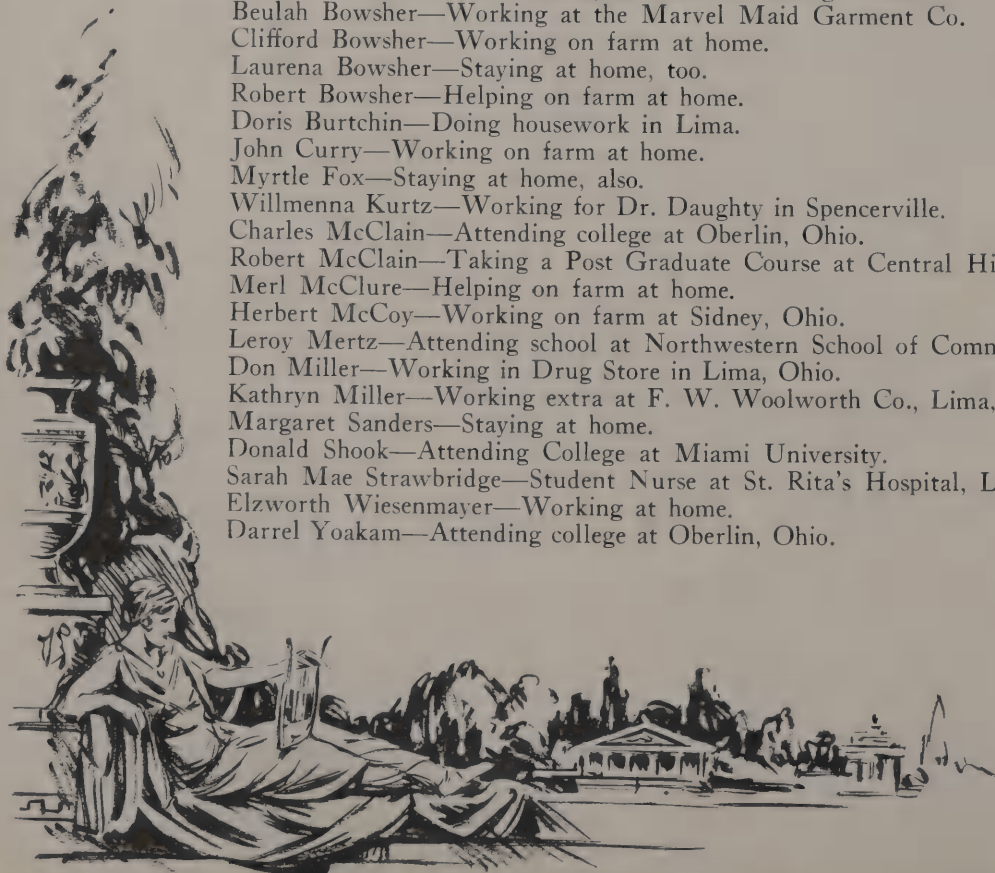 Beulah Bowsher—Working at the Marvel Maid Garment Co.
Clifford Bowsher—Working on farm at home.
Laurena Bowsher—Staying at home, too.
Robert Bowsher—Helping on farm at home.
Doris Burtchin—Doing housework in Lima.
John Curry—Working on farm at home.
Myrtle Fox—Staying at home, also.
Willmenna Kurtz—Working for Dr. Daughty in Spencerville.
Charles McClain—Attending college at Oberlin, Ohio.
Robert McClain—Taking a Post Graduate Course at Central Hi
Merl McClure—Helping on farm at home.
Herbert McCoy—Working on farm at Sidney, Ohio.
Leroy Mertz—Attending school at Northwestern School of Comm
Don Miller—Working in Drug Store in Lima, Ohio.
Kathryn Miller—Working extra at F. W. Woolworth Co., Lima,
Margaret Sanders—Staying at home.
Donald Shook—Attending College at Miami University.
Sarah Mae Strawbridge—Student Nurse at St. Rita's Hospital, L
Elzworth Wiesenmayer—Working at home.
Darrel Yoakam—Attending college at Oberlin, Ohio.